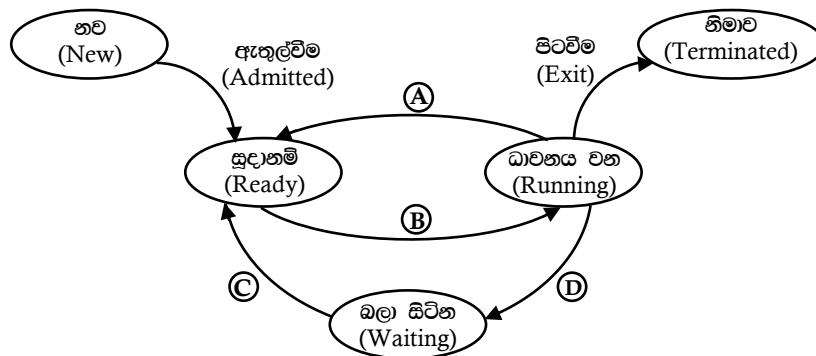 නව
(New)
ඇතුල්වීම
(Admitted)
පිටවීම
(Exit)
නිමාව
(Terminated)
A
සූදානම්
(Ready)
ධාවනය වන
(Running)
B
C
D
බලා සිටින
(Waiting)